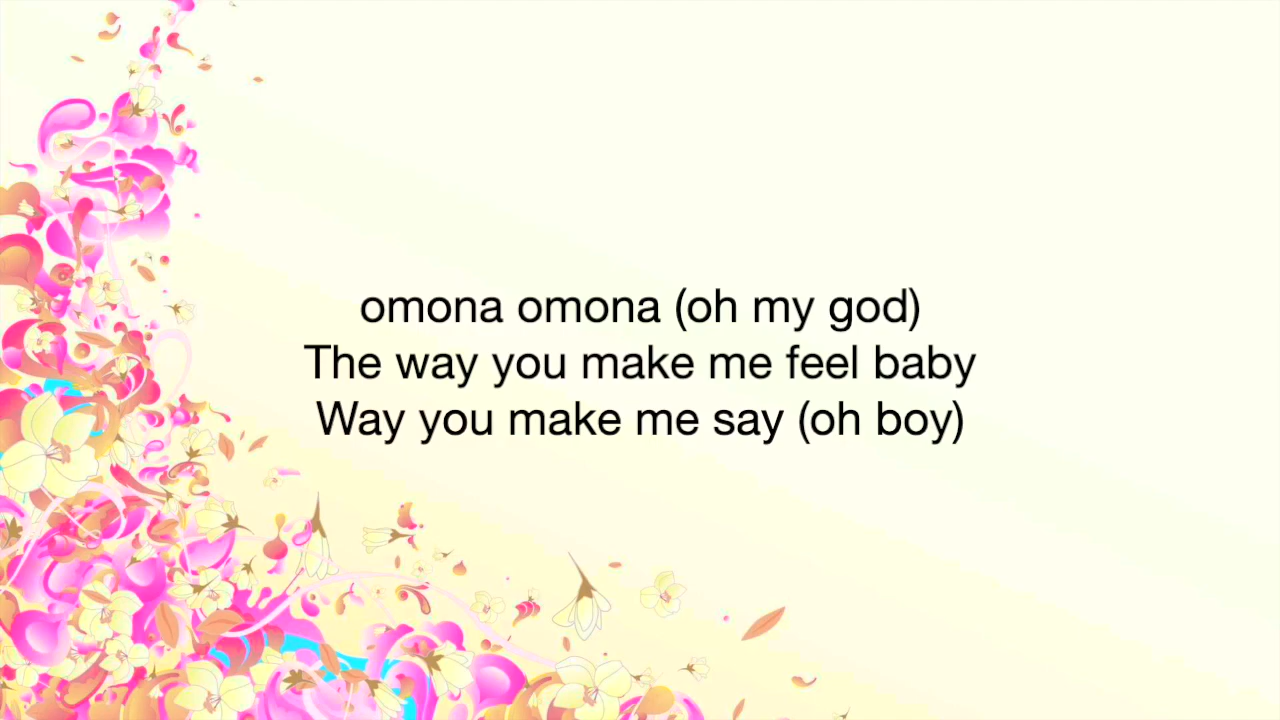 omona omona (oh my god)
The way you make me feel baby
Way you make me say (oh boy)